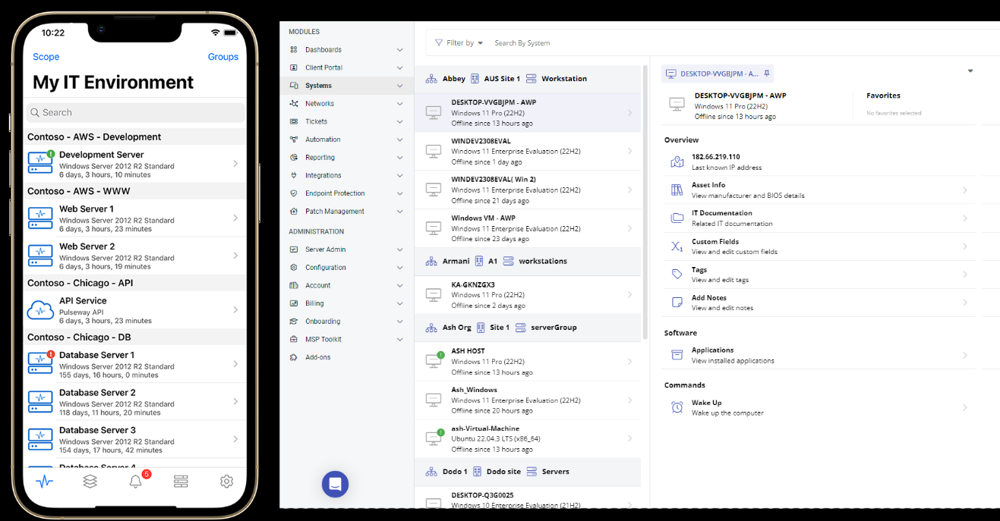 10:22
Scope
Groups
My IT Environment
Search
Contoso - AWS - Development
Development Server
Windows Server 2012 R2 Standard
6 days, 3 hours, 10 minutes
Contoso - AWS - WWW
Web Server 1
Windows Server 2012 R2 Standard
6 days, 3 hours, 23 minutes
Web Server 2
Windows Server 2012 R2 Standard
6 days, 3 hours, 19 minutes
Contoso - Chicago - API
API Service
Pulseway API
6 days, 3 hours, 23 minutes
Contoso - Chicago - DB
Database Server 1
Windows Server 2012 R2 Standard
155 days, 16 hours, 0 minutes
Database Server 2
Windows Server 2012 R2 Standard
118 days, 11 hours, 20 minutes
Database Server 3
Windows Server 2012 R2 Standard
154 days, 17 hours, 42 minutes
Database Server 4
5
MODULES
Dashboards
Client Portal
Systems
Networks
Tickets
Automation
Reporting
Integrations
Endpoint Protection
Patch Management
ADMINISTRATION
Server Admin
Configuration
Account
Billing
Onboarding
MSP Toolkit
Add-ons
Filter by
Search By System
Abbey AUS Site 1 Workstation
DESKTOP-VVGBJPM - AWP
Windows 11 Pro (22H2)
Offline since 13 hours ago
WINDEV2308EVAL
Windows 11 Enterprise Evaluation (22H2)
Offline since 1 day ago
WINDEV2308EVAL( Win 2)
Windows 11 Enterprise Evaluation (22H2)
Offline since 21 days ago
Windows VM - AWP
Windows 11 Enterprise Evaluation (22H2)
Offline since 23 days ago
Armani A1 workstations
KA-GKNZGX3
Windows 11 Pro (22H2)
Offline since 2 days ago
Ash Org Site 1 serverGroup
ASH HOST
Windows 11 Pro (22H2)
Offline since 13 hours ago
Ash_Windows
Windows 11 Enterprise Evaluation (22H2)
Offline since 20 hours ago
ash-Virtual-Machine
Ubuntu 22.04.3 LTS (x86_64)
Offline since 13 hours ago
Dodo 1 Dodo site Servers
DESKTOP-Q3G0025
Windows 10 Enterprise Evaluation (21H2)
DESKTOP-VVGBJPM - A...
DESKTOP-VVGBJPM - AWP
Windows 11 Pro (22H2)
Offline since 13 hours ago
Favorites
No favorites selected
Overview
182.66.219.110
Last known IP address
Asset Info
View manufacturer and BIOS details
IT Documentation
Related IT documentation
Custom Fields
View and edit custom fields
Tags
View and edit tags
Add Notes
View and edit notes
Software
Applications
View installed applications
Commands
Wake Up
Wake up the computer